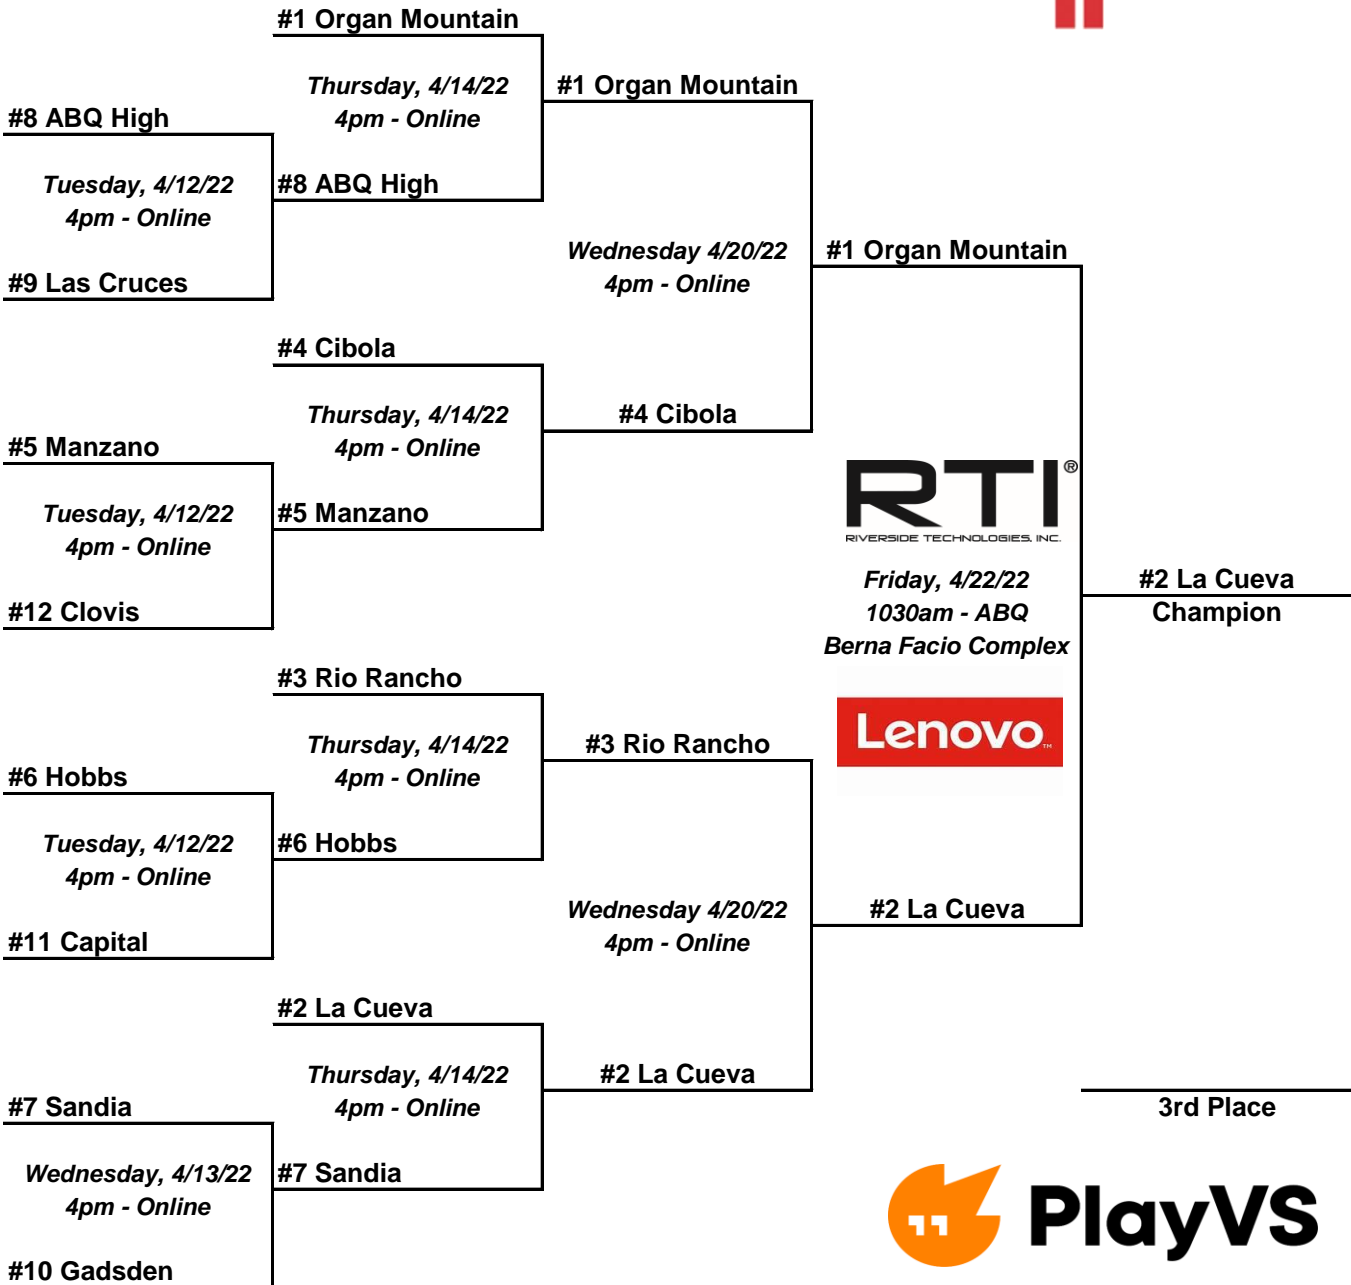 #1 Organ Mountain
Thursday, 4/14/22
4pm - Online
#1 Organ Mountain
#8 ABQ High
Tuesday, 4/12/22
4pm - Online
#8 ABQ High
#9 Las Cruces
Wednesday 4/20/22
4pm - Online
#1 Organ Mountain
#4 Cibola
Thursday, 4/14/22
4pm - Online
#4 Cibola
#5 Manzano
Tuesday, 4/12/22
4pm - Online
#5 Manzano
#12 Clovis
RTI®
RIVERSIDE TECHNOLOGIES, INC.
Friday, 4/22/22
1030am - ABQ
Berna Facio Complex
#2 La Cueva
Champion
Lenovo™
#3 Rio Rancho
Thursday, 4/14/22
4pm - Online
#3 Rio Rancho
#6 Hobbs
Tuesday, 4/12/22
4pm - Online
#6 Hobbs
#11 Capital
Wednesday 4/20/22
4pm - Online
#2 La Cueva
#2 La Cueva
Thursday, 4/14/22
4pm - Online
#2 La Cueva
#7 Sandia
Wednesday, 4/13/22
4pm - Online
#7 Sandia
#10 Gadsden
3rd Place
PlayVS